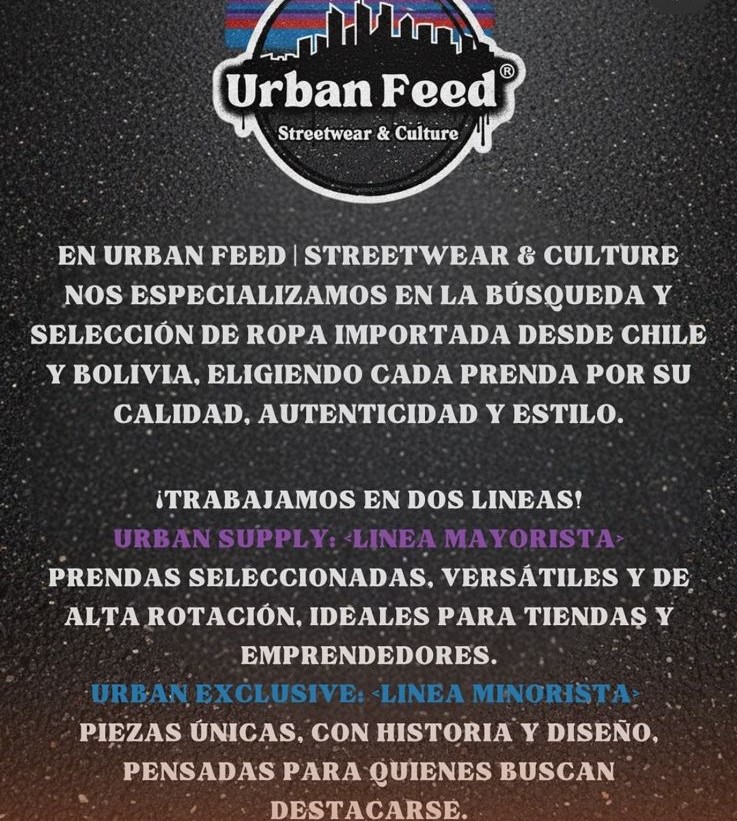 Urban Feed®
Streetwear & Culture
EN URBAN FEED | STREETWEAR & CULTURE
NOS ESPECIALIZAMOS EN LA BÚSQUEDA Y
SELECCIÓN DE ROPA IMPORTADA DESDE CHILE
Y BOLIVIA, ELIGIENDO CADA PRENDA POR SU
CALIDAD, AUTENTICIDAD Y ESTILO.
¡TRABAJAMOS EN DOS LINEAS!
URBAN SUPPLY: <LINEA MAYORISTA>
PRENDAS SELECCIONADAS, VERSÁTILES Y DE
ALTA ROTACIÓN, IDEALES PARA TIENDAS Y
EMPRENDEDORES.
URBAN EXCLUSIVE: <LINEA MINORISTA>
PIEZAS ÚNICAS, CON HISTORIA Y DISEÑO,
PENSADAS PARA QUIENES BUSCAN
DESTACARSE.